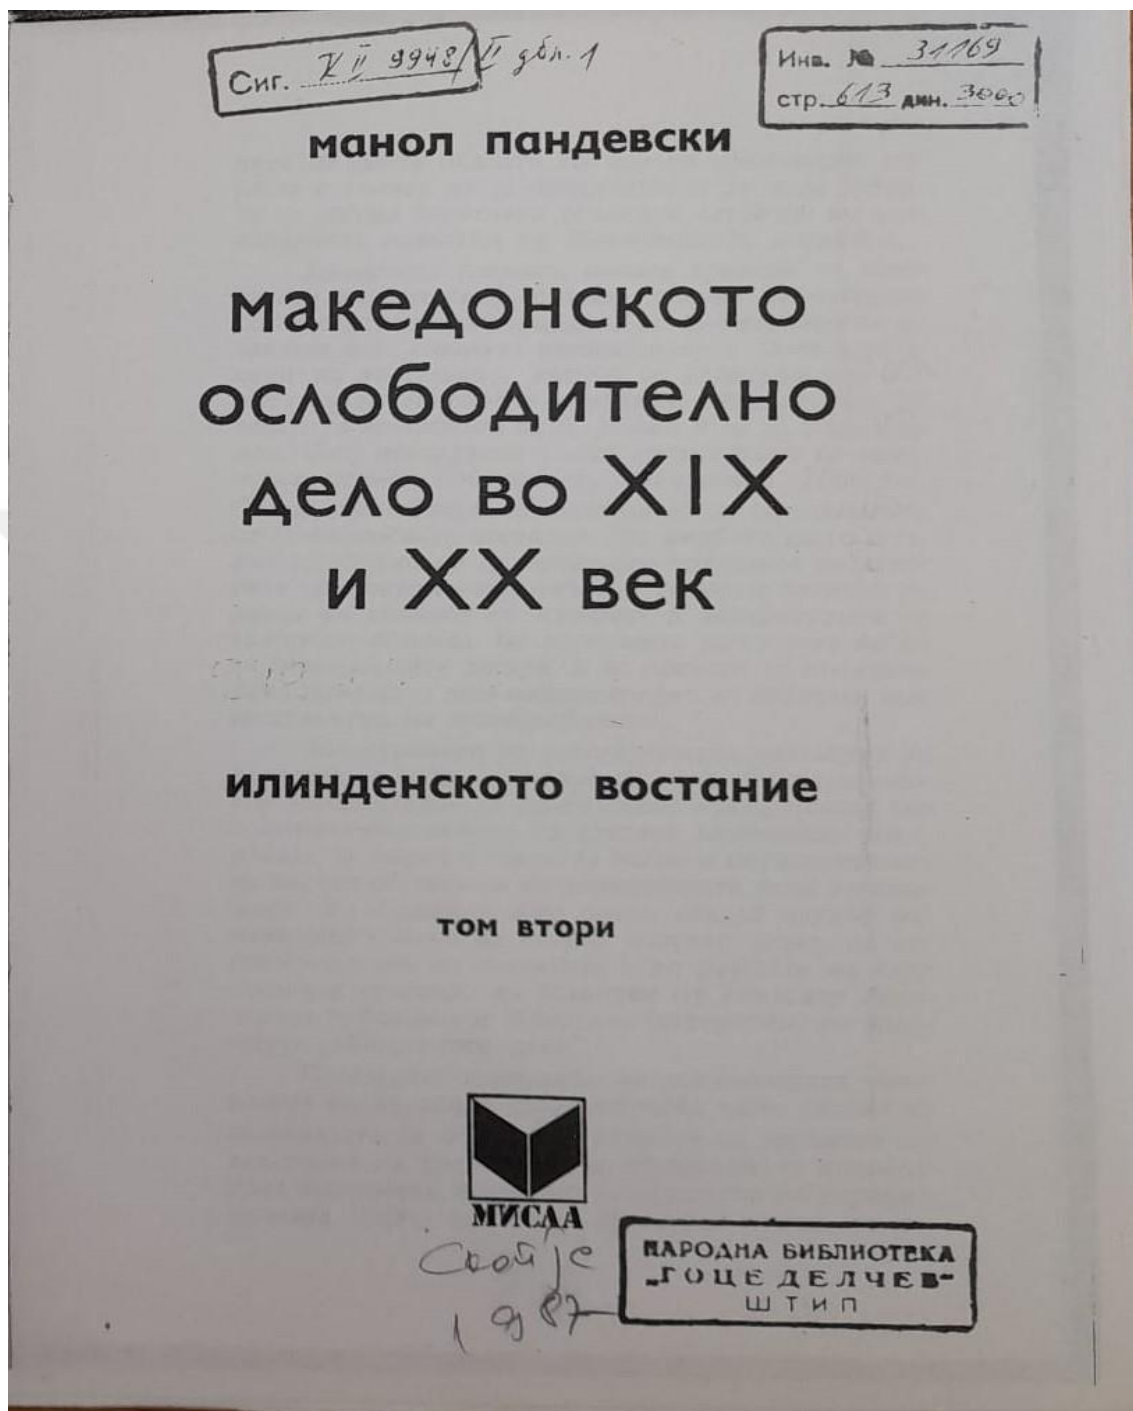 Сиг. К II 9948/II дбл. 1
Инв. № 31169
стр. 613 дин. 3000
манол пандевски
македонското
ослободително
дело во XIX
и XX век
илинденското востание
том втори
МИСЛА
Скопје
1987
НАРОДНА БИБЛИОТЕКА
„ГОЦЕ ДЕЛЧЕВ“
ШТИП